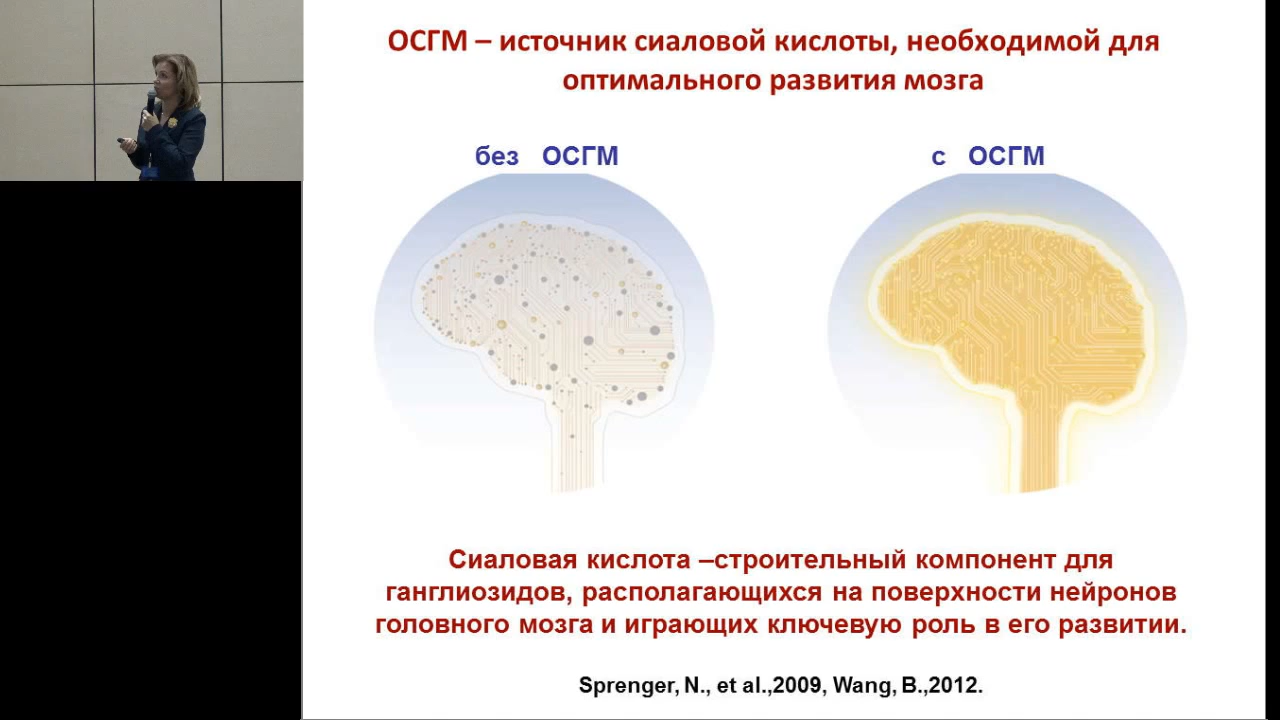 ОСГМ – источник сиаловой кислоты, необходимой для
оптимального развития мозга
без ОСГМ
с ОСГМ
Сиаловая кислота –строительный компонент для
ганглиозидов, располагающихся на поверхности нейронов
головного мозга и играющих ключевую роль в его развитии.
Sprenger, N., et al.,2009, Wang, B.,2012.